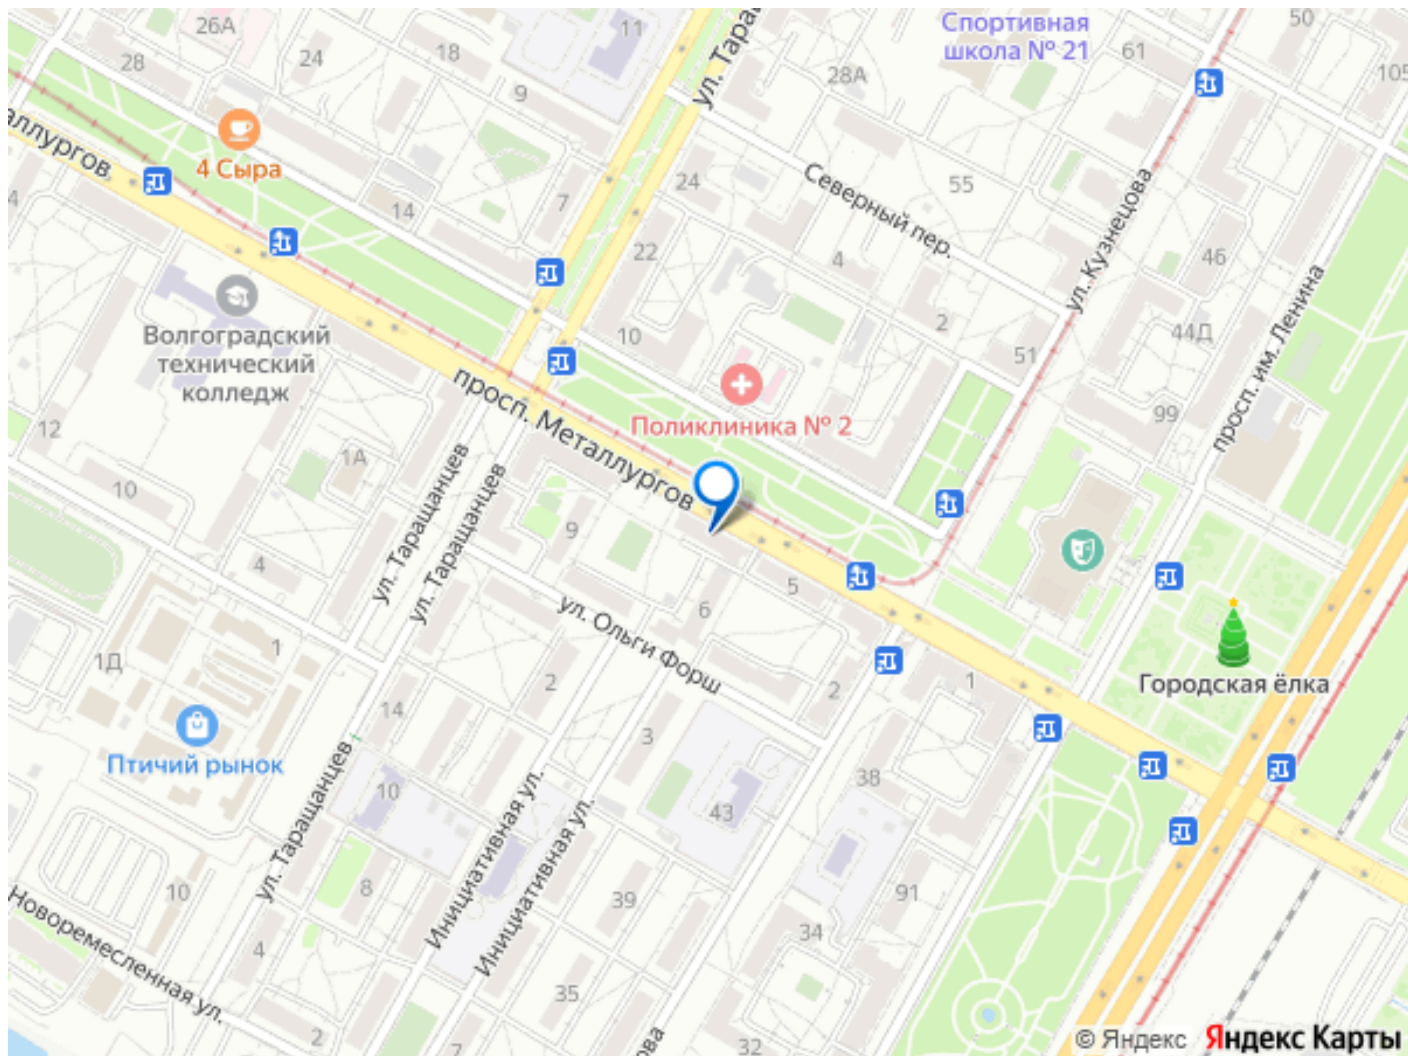 26А
11
Спортивная
школа № 21
50
61
28
24
18
28А
105
9
ул. Тара
аллургов
4 Сыра
Северный пер.
24
55
ул. Кузнецова
4
14
7
22
4
46
Волгоградский
технический
колледж
10
2
51
44Д
просп. им. Ленина
просп. Металлургов
Поликлиника № 2
99
12
1А
10
ул. Таращанцев
ул. Таращанцев
9
4
5
6
ул. Ольги Форш
1Д
1
2
2
1
Городская ёлка
14
3
Птичий рынок
10
43
38
ул. Таращанцев
Инициативная ул.
Инициативная ул.
8
10
39
91
Новоремесленная ул.
4
34
35
2
7
ова
32
© Яндекс
Яндекс Карты